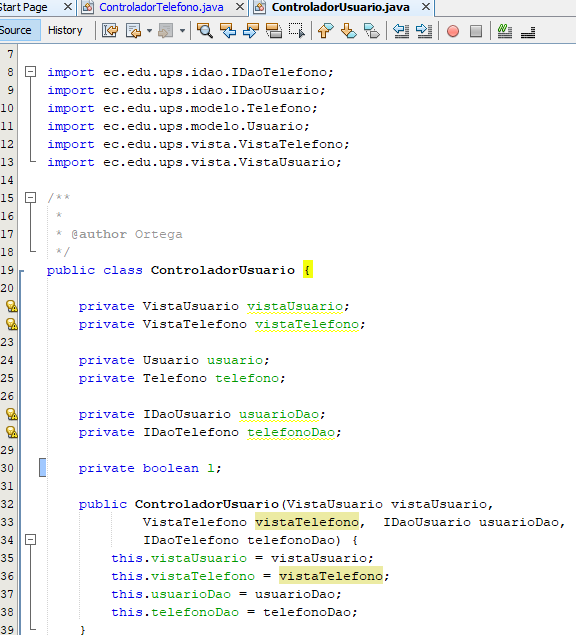 Start Page
ControladorTelefono.java
ControladorUsuario.java
Source History
7
8 import ec.edu.ups.idao.IDaoTelefono;
9 import ec.edu.ups.idao.IDaoUsuario;
10 import ec.edu.ups.modelo.Telefono;
11 import ec.edu.ups.modelo.Usuario;
12 import ec.edu.ups.vista.VistaTelefono;
13 import ec.edu.ups.vista.VistaUsuario;
14
15 /**
16 *
17 * @author Ortega
18 */
19 public class ControladorUsuario {
20
private VistaUsuario vistaUsuario;
private VistaTelefono vistaTelefono;
23
24 private Usuario usuario;
25 private Telefono telefono;
26
private IDaoUsuario usuarioDao;
private IDaoTelefono telefonoDao;
29
30 private boolean l;
31
32 public ControladorUsuario(VistaUsuario vistaUsuario,
33 VistaTelefono vistaTelefono, IDaoUsuario usuarioDao,
34 IDaoTelefono telefonoDao) {
35 this.vistaUsuario = vistaUsuario;
36 this.vistaTelefono = vistaTelefono;
37 this.usuarioDao = usuarioDao;
38 this.telefonoDao = telefonoDao;
39 }